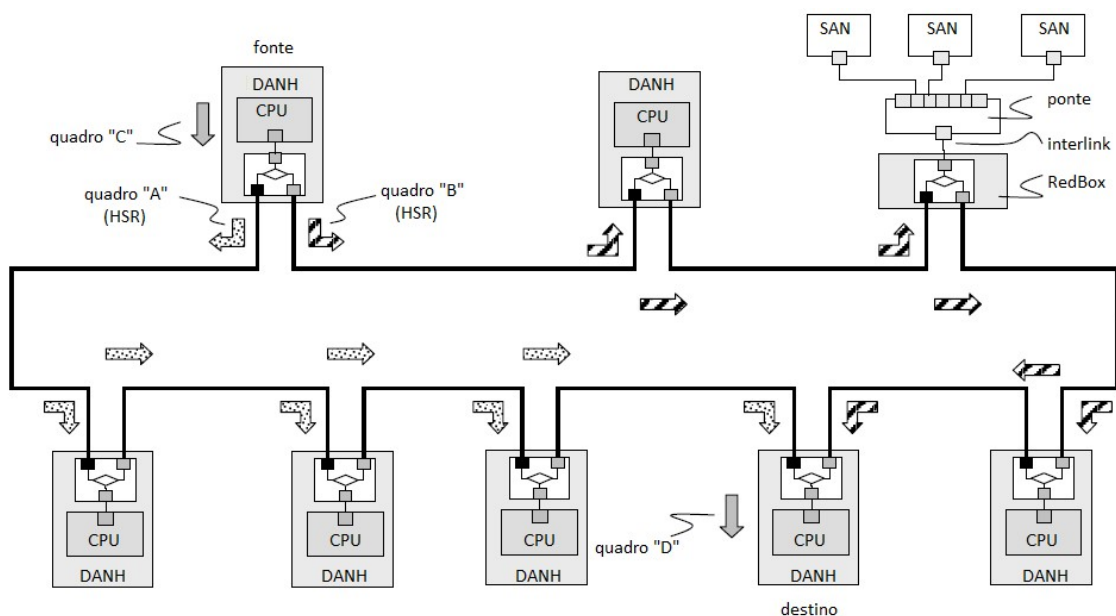 SAN
SAN
SAN
fonte
DANH
CPU
quadro "C"
quadro "A"
(HSR)
quadro "B"
(HSR)
DANH
CPU
ponte
interlink
RedBox
CPU
DANH
CPU
DANH
CPU
DANH
quadro "D"
CPU
DANH
destino
CPU
DANH